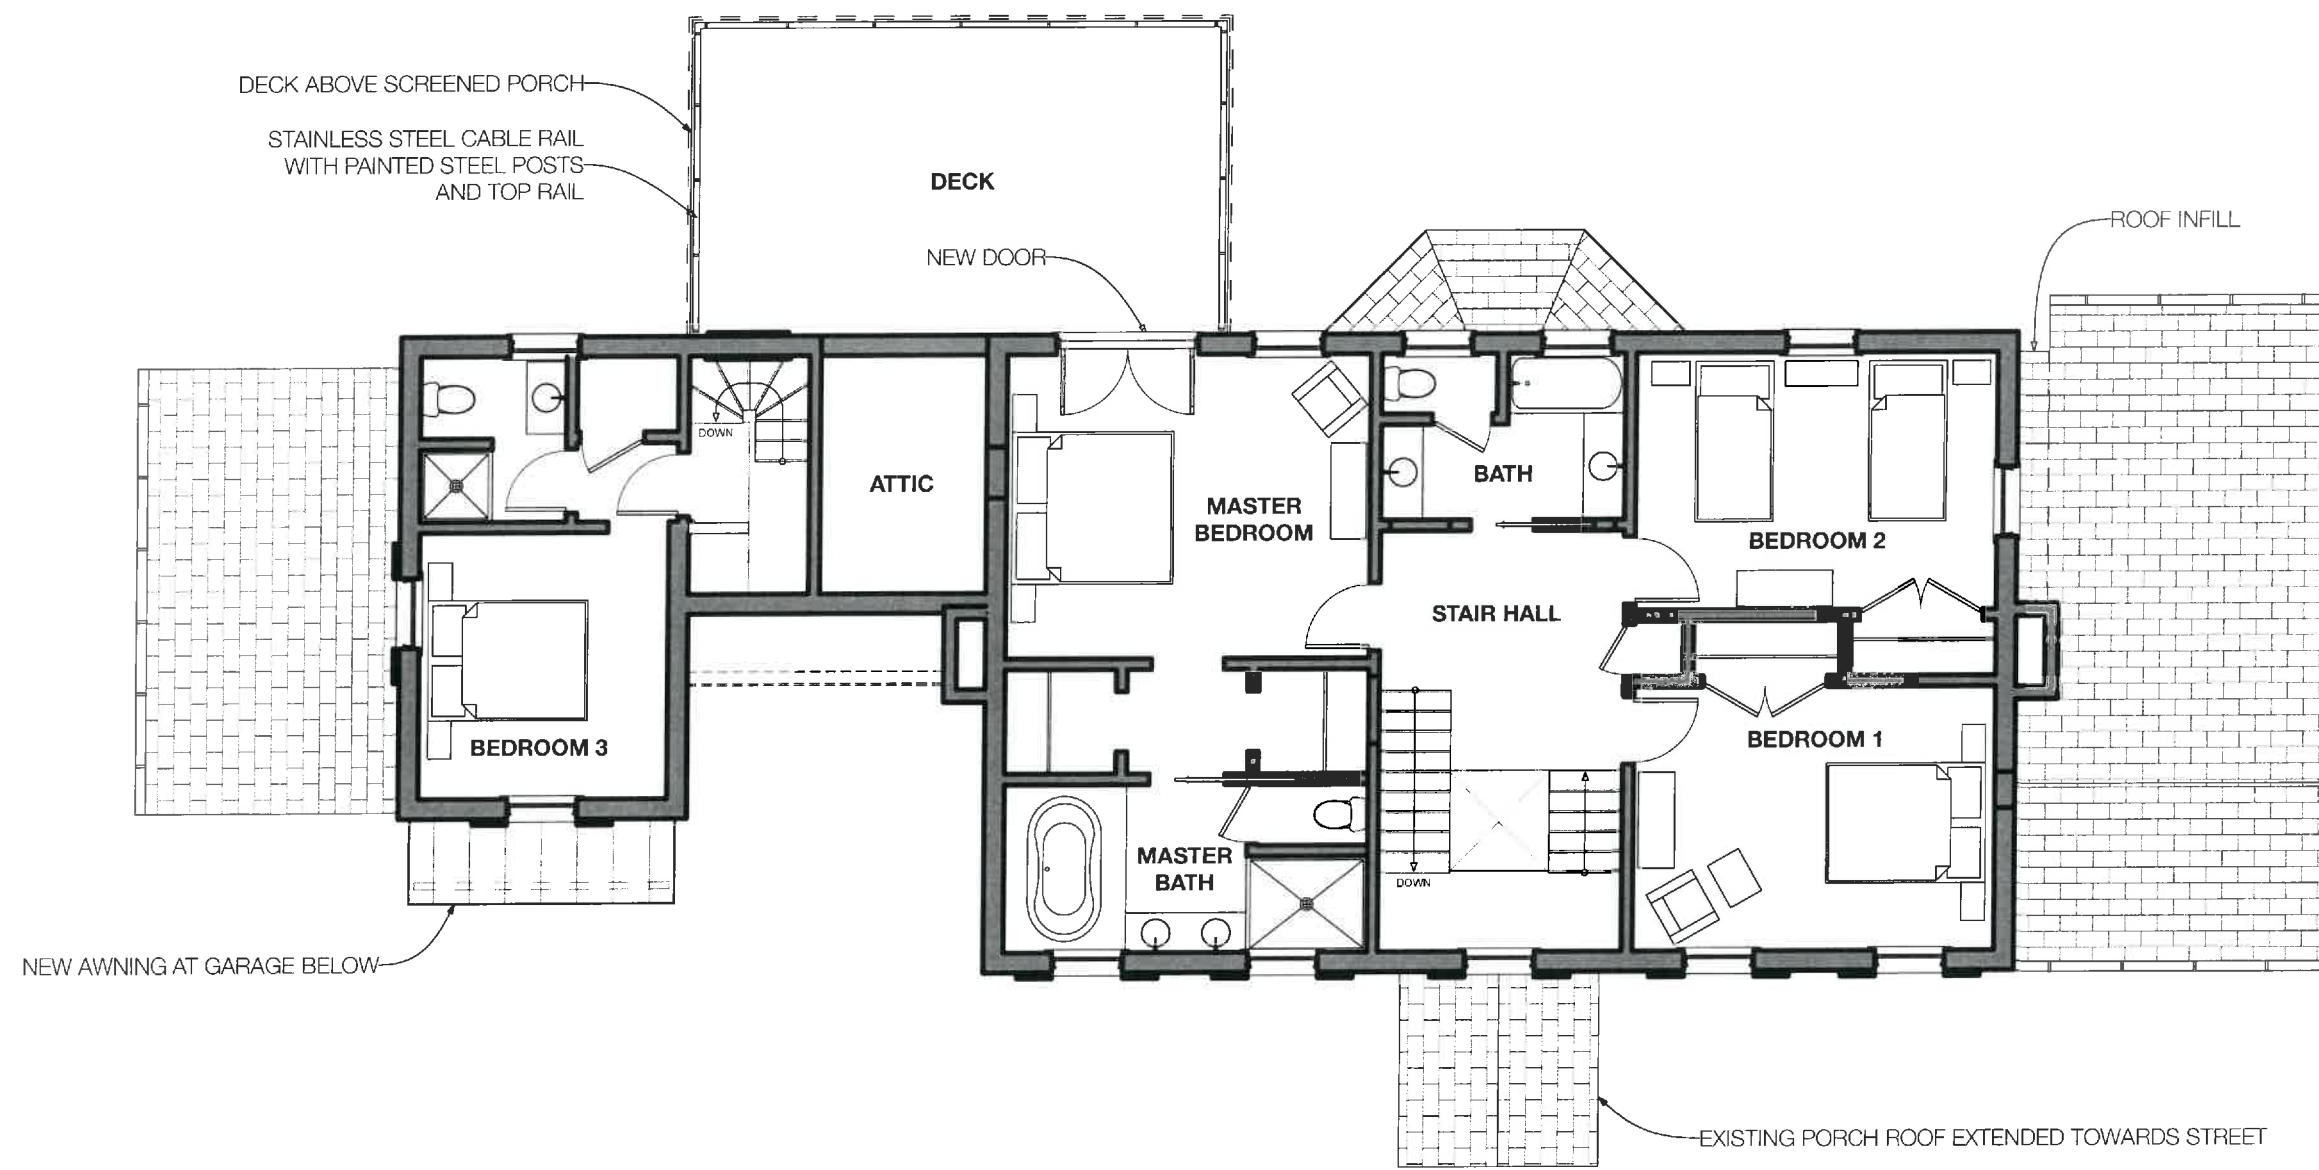 DECK ABOVE SCREENED PORCH
STAINLESS STEEL CABLE RAIL
WITH PAINTED STEEL POSTS
AND TOP RAIL
DECK
NEW DOOR
ROOF INFILL
DOWN
ATTIC
MASTER
BEDROOM
BATH
BEDROOM 2
STAIR HALL
BEDROOM 3
BEDROOM 1
MASTER
BATH
DOWN
NEW AWNING AT GARAGE BELOW
EXISTING PORCH ROOF EXTENDED TOWARDS STREET